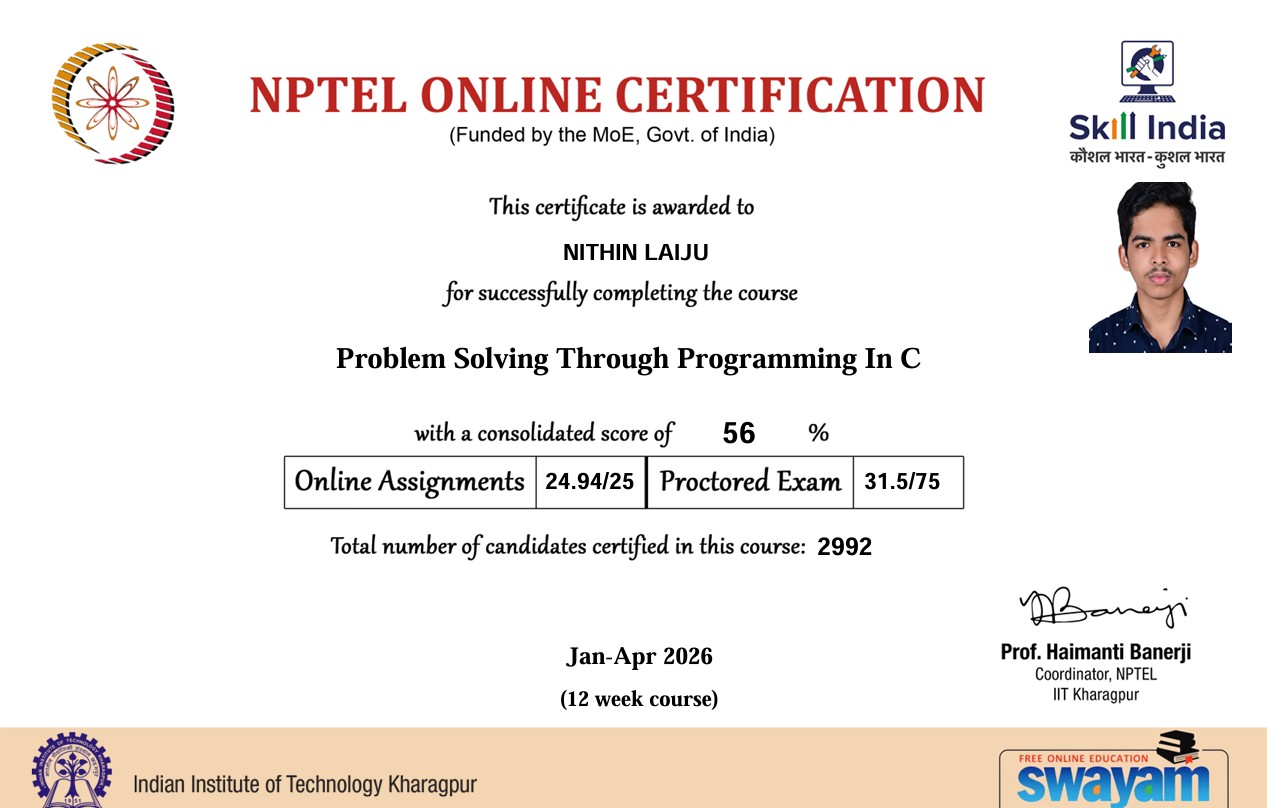 NPTEL ONLINE CERTIFICATION
(Funded by the MoE, Govt. of India)
Skill India
कौशल भारत - कुशल भारत
This certificate is awarded to
NITHIN LAIJU
for successfully completing the course
Problem Solving Through Programming In C
with a consolidated score of 56 %
Online Assignments 24.94/25 Proctored Exam 31.5/75
Total number of candidates certified in this course: 2992
Banerji
Prof. Haimanti Banerji
Coordinator, NPTEL
IIT Kharagpur
Jan-Apr 2026
(12 week course)
Indian Institute of Technology Kharagpur
1951
FREE ONLINE EDUCATION
swayam